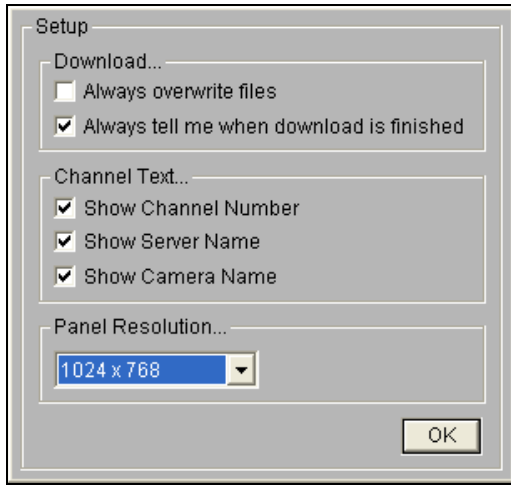 Setup
Download...
Always overwrite files
Always tell me when download is finished
Channel Text...
Show Channel Number
Show Server Name
Show Camera Name
Panel Resolution...
1024 x 768
OK